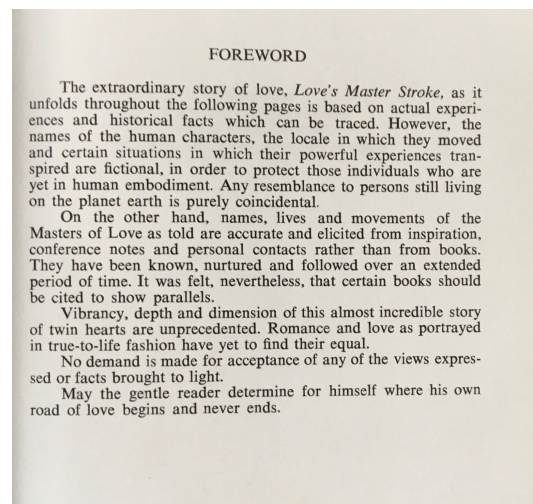 FOREWORD
The extraordinary story of love, Love's Master Stroke, as it
unfolds throughout the following pages is based on actual experi-
ences and historical facts which can be traced. However, the
names of the human characters, the locale in which they moved
and certain situations in which their powerful experiences tran-
spired are fictional, in order to protect those individuals who are
yet in human embodiment. Any resemblance to persons still living
on the planet earth is purely coincidental.
On the other hand, names, lives and movements of the
Masters of Love as told are accurate and elicited from inspiration,
conference notes and personal contacts rather than from books.
They have been known, nurtured and followed over an extended
period of time. It was felt, nevertheless, that certain books should
be cited to show parallels.
Vibrancy, depth and dimension of this almost incredible story
of twin hearts are unprecedented. Romance and love as portrayed
in true-to-life fashion have yet to find their equal.
No demand is made for acceptance of any of the views expres-
sed or facts brought to light.
May the gentle reader determine for himself where his own
road of love begins and never ends.